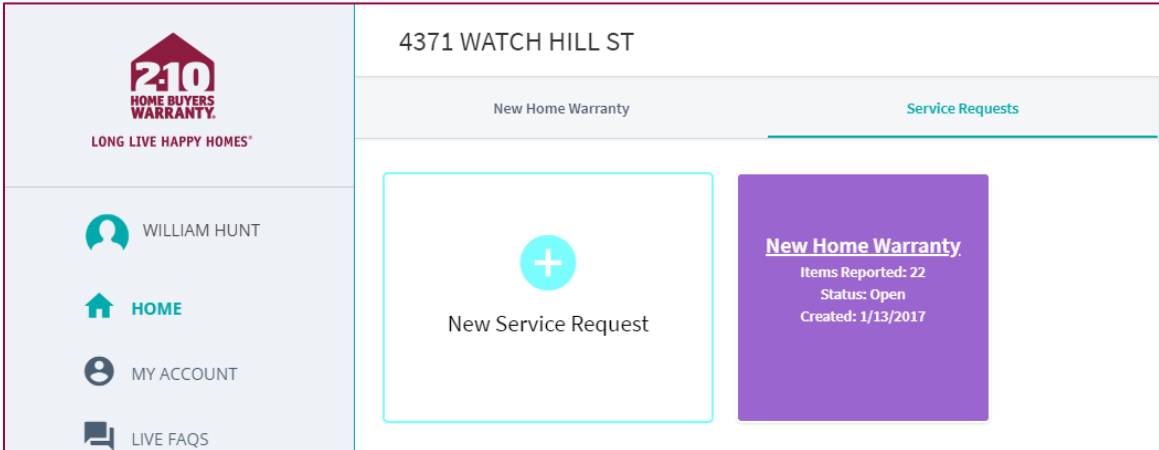 2-10
HOME BUYERS
WARRANTY.
LONG LIVE HAPPY HOMES®
WILLIAM HUNT
HOME
MY ACCOUNT
LIVE FAQS
4371 WATCH HILL ST
New Home Warranty
Service Requests
New Service Request
New Home Warranty
Items Reported: 22
Status: Open
Created: 1/13/2017